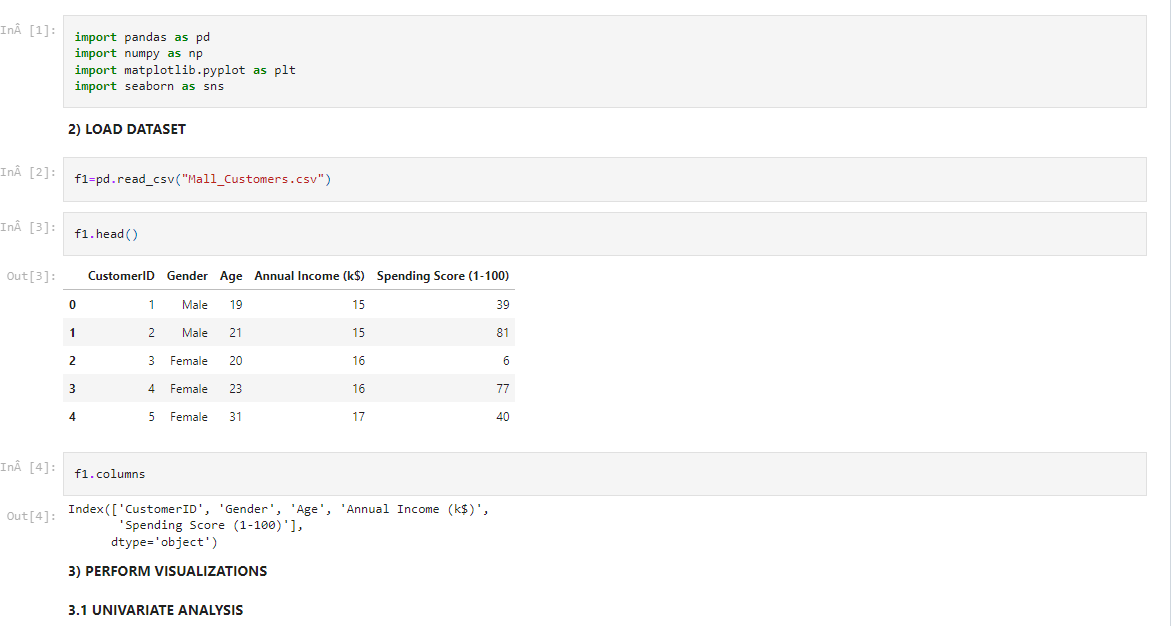 InÂ [1]:
import pandas as pd
import numpy as np
import matplotlib.pyplot as plt
import seaborn as sns
2) LOAD DATASET
InÂ [2]:
f1=pd.read_csv("Mall_Customers.csv")
InÂ [3]:
f1.head()
Out[3]:
CustomerID Gender Age Annual Income (k$) Spending Score (1-100)
0 1 Male 19 15 39
1 2 Male 21 15 81
2 3 Female 20 16 6
3 4 Female 23 16 77
4 5 Female 31 17 40
InÂ [4]:
f1.columns
Out[4]:
Index(['CustomerID', 'Gender', 'Age', 'Annual Income (k$)',
'Spending Score (1-100)'],
dtype='object')
3) PERFORM VISUALIZATIONS
3.1 UNIVARIATE ANALYSIS